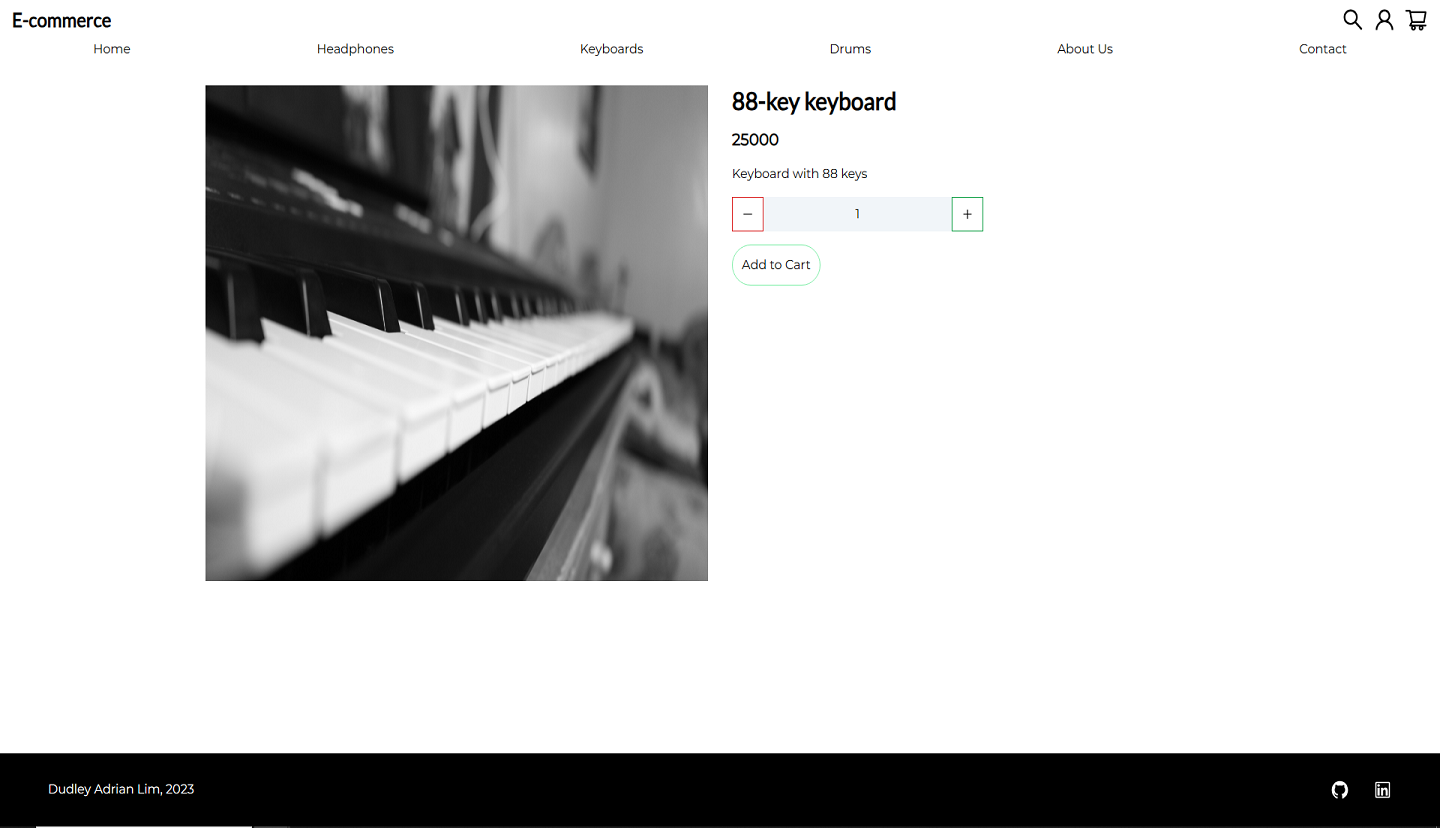 E-commerce
Home Headphones Keyboards Drums About Us Contact
88-key keyboard
25000
Keyboard with 88 keys
− 1 +
Add to Cart
Dudley Adrian Lim, 2023
in